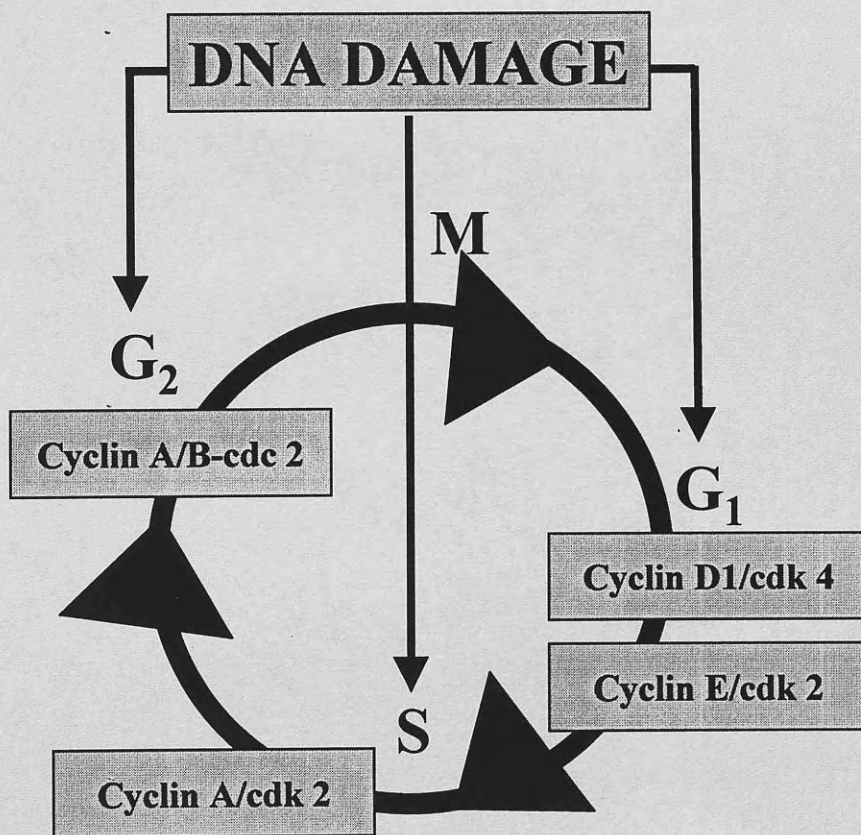 DNA DAMAGE
M
G₂
Cyclin A/B-cdc 2
G₁
Cyclin D1/cdk 4
Cyclin E/cdk 2
S
Cyclin A/cdk 2